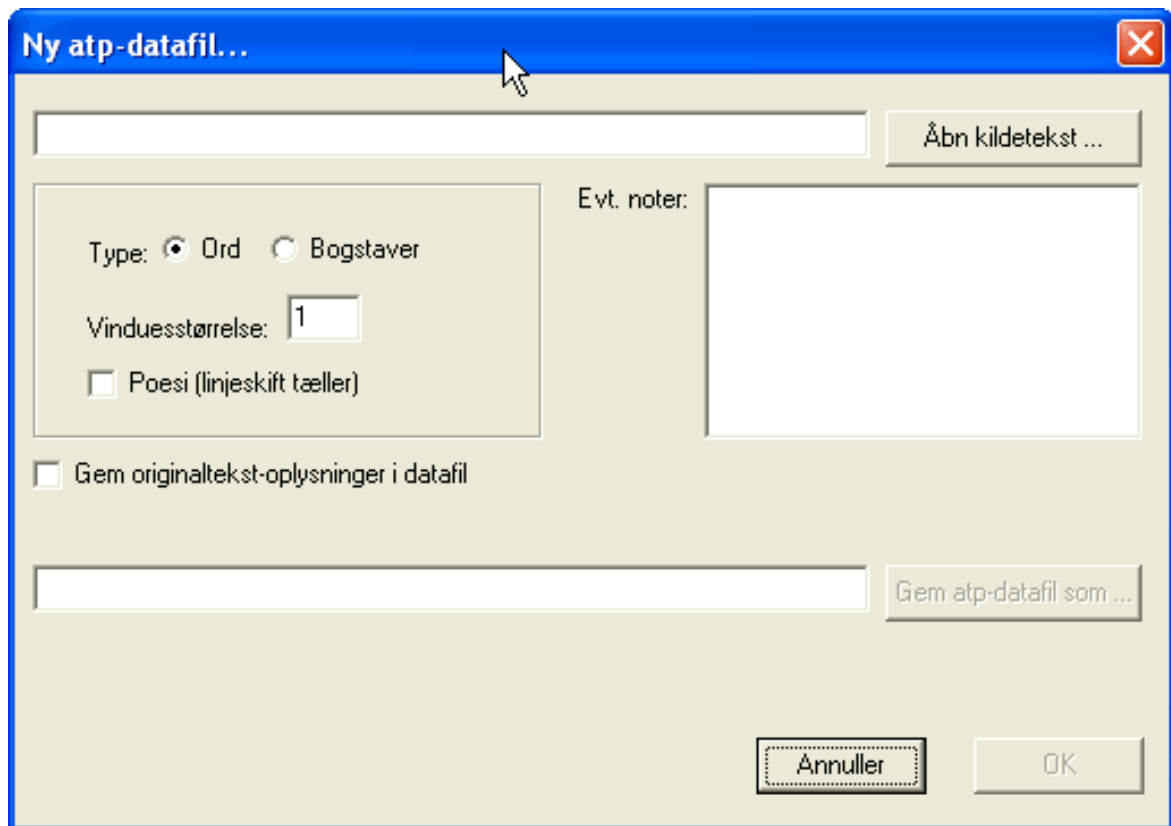 Ny atp-datafil...
Åbn kildetekst ...
Evt. noter:
Type: Ord Bogstaver
Vinduesstørrelse: 1
Poesi (linjeskift tæller)
Gem originaltekst-oplysninger i datafil
Gem atp-datafil som ...
Annuller OK